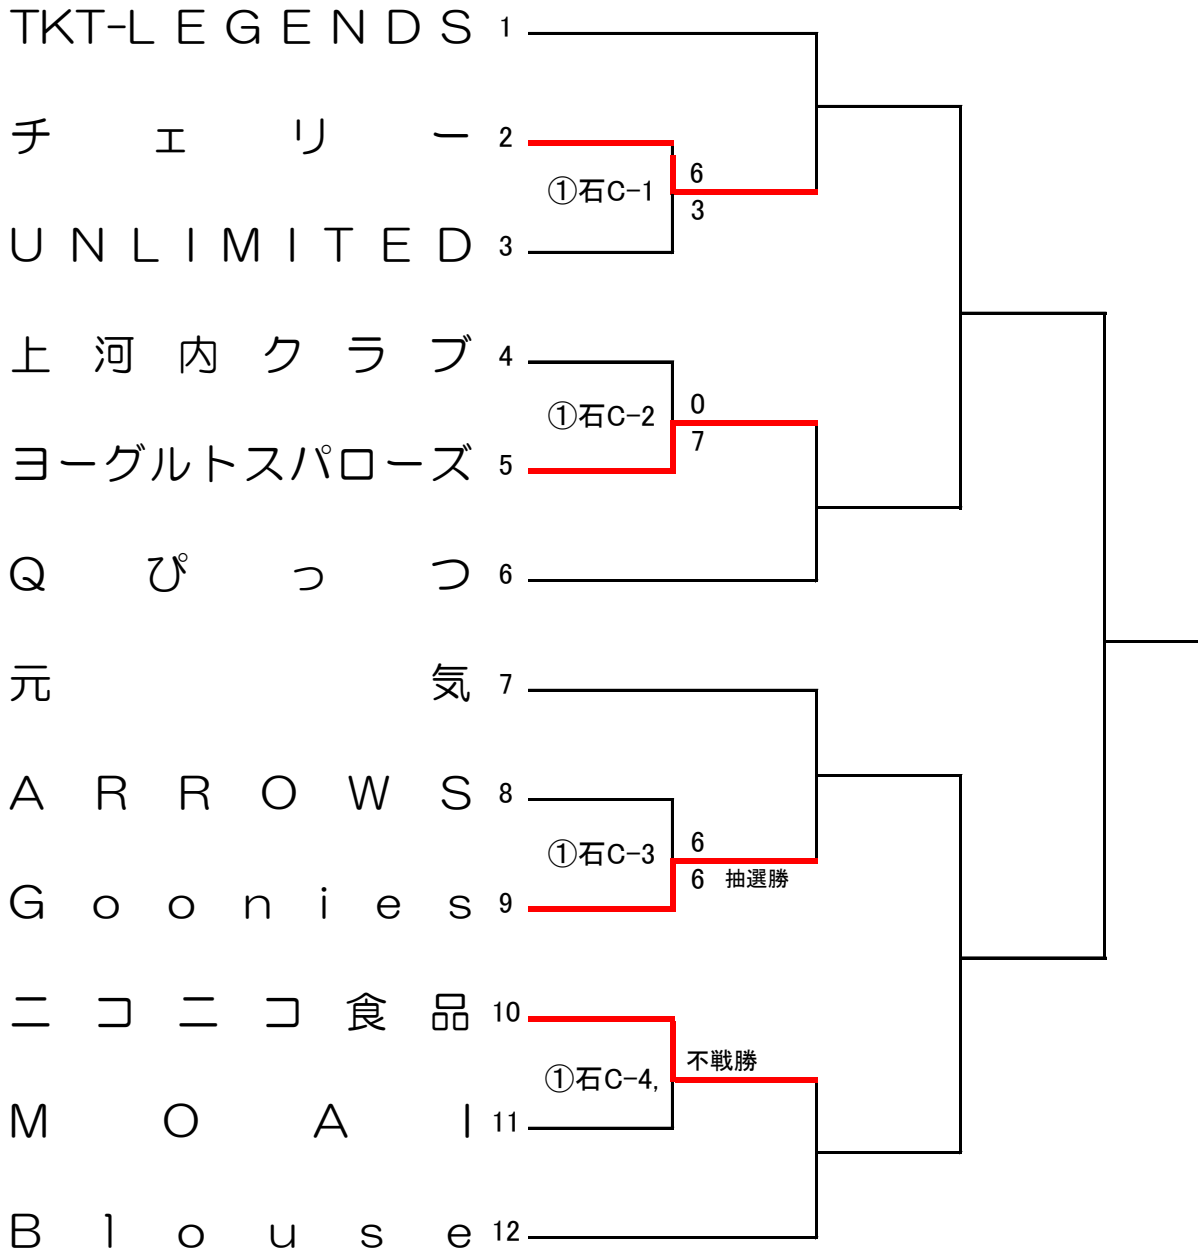 TKT-LEGENDS 1
チェリー 2
①石C-1
6
3
UNLIMITED 3
上河内クラブ 4
①石C-2
0
7
ヨーグルトスパローズ 5
Qぴっつ 6
元気 7
ARROWS 8
①石C-3
6
6 抽選勝
Goonies 9
ニコニコ食品 10
不戦勝
①石C-4,
MOAI 11
Blouse 12